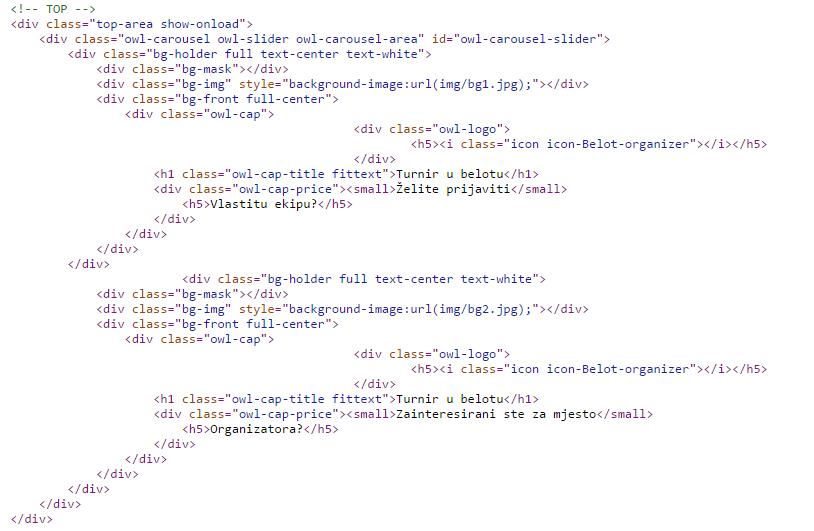 <!-- TOP -->
<div class="top-area show-onload">
    <div class="owl-carousel owl-slider owl-carousel-area" id="owl-carousel-slider">
        <div class="bg-holder full text-center text-white">
            <div class="bg-mask"></div>
            <div class="bg-img" style="background-image:url(img/bg1.jpg);"></div>
            <div class="bg-front full-center">
                <div class="owl-cap">
                                                <div class="owl-logo">
                                                        <h5><i class="icon icon-Belot-organizer"></i></h5>
                                                </div>
                    <h1 class="owl-cap-title fittext">Turnir u belotu</h1>
                    <div class="owl-cap-price"><small>Želite prijaviti</small>
                        <h5>Vlastitu ekipu?</h5>
                    </div>
                </div>
            </div>
        </div>
                        <div class="bg-holder full text-center text-white">
            <div class="bg-mask"></div>
            <div class="bg-img" style="background-image:url(img/bg2.jpg);"></div>
            <div class="bg-front full-center">
                <div class="owl-cap">
                                                <div class="owl-logo">
                                                        <h5><i class="icon icon-Belot-organizer"></i></h5>
                                                </div>
                    <h1 class="owl-cap-title fittext">Turnir u belotu</h1>
                    <div class="owl-cap-price"><small>Zainteresirani ste za mjesto</small>
                        <h5>Organizatora?</h5>
                    </div>
                </div>
            </div>
        </div>
    </div>
</div>